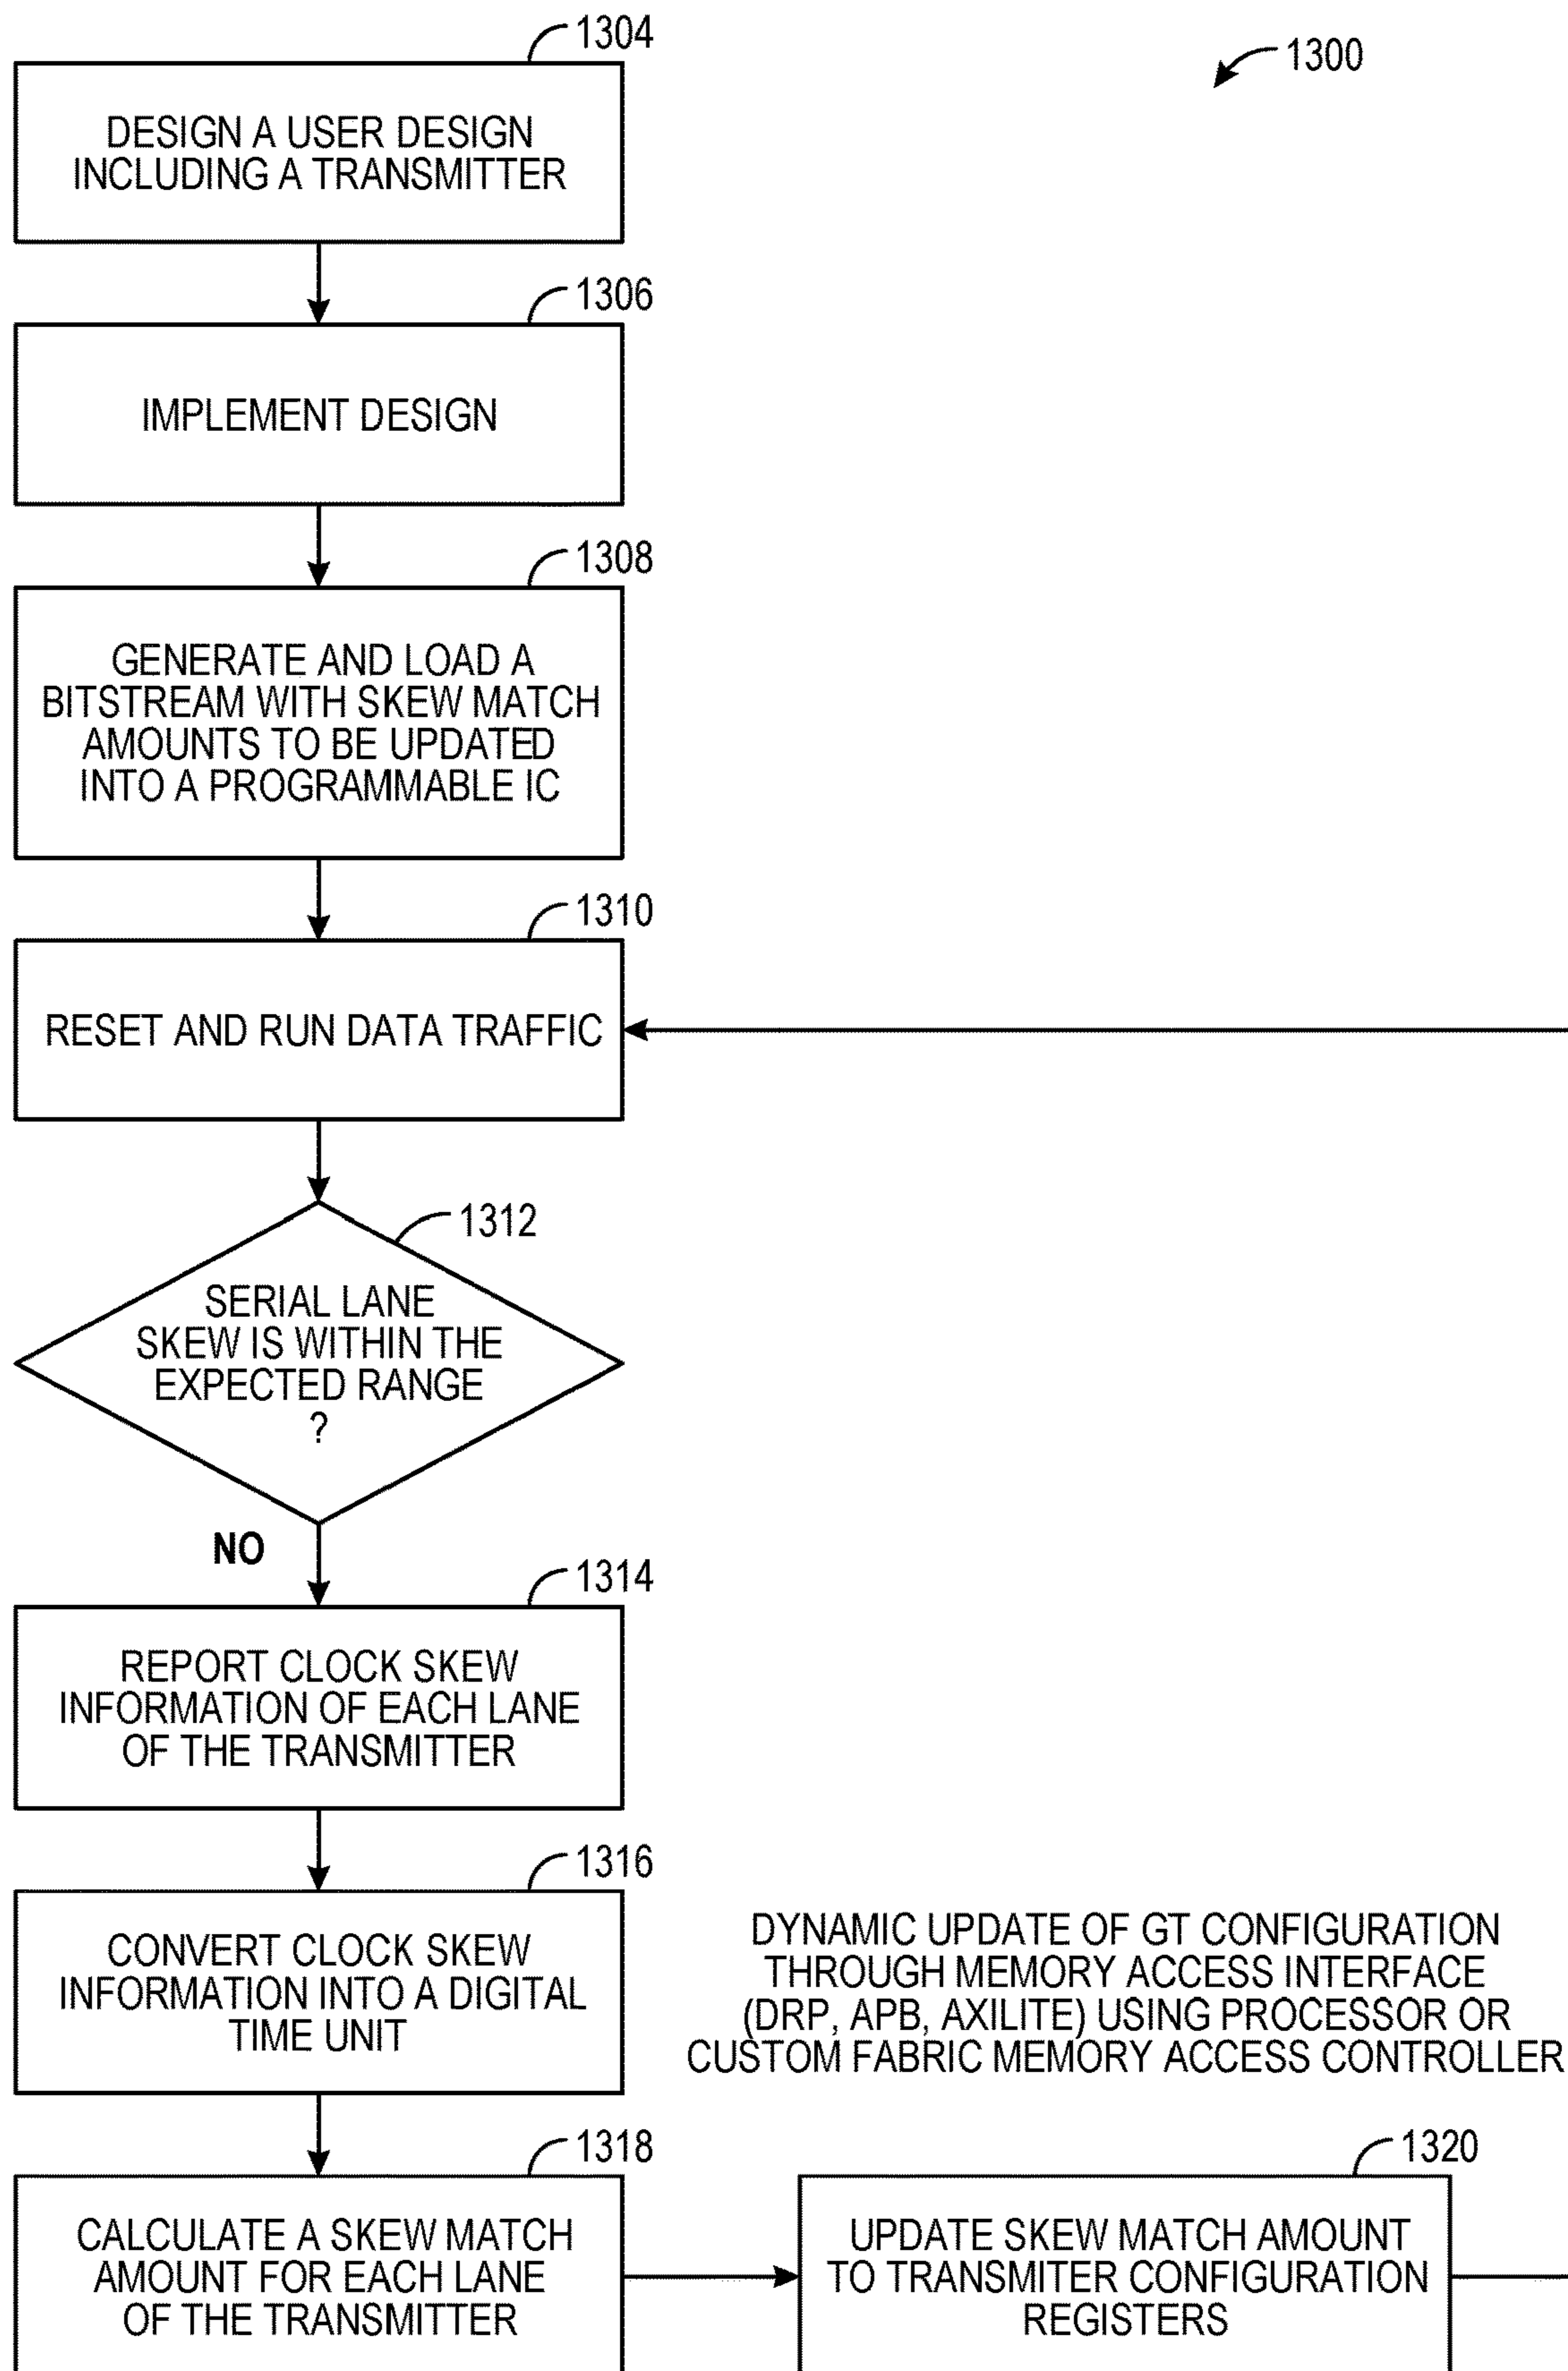 1304
1300
DESIGN A USER DESIGN
INCLUDING A TRANSMITTER
1306
IMPLEMENT DESIGN
1308
GENERATE AND LOAD A
BITSTREAM WITH SKEW MATCH
AMOUNTS TO BE UPDATED
INTO A PROGRAMMABLE IC
1310
RESET AND RUN DATA TRAFFIC
1312
SERIAL LANE
SKEW IS WITHIN THE
EXPECTED RANGE
?
NO
1314
REPORT CLOCK SKEW
INFORMATION OF EACH LANE
OF THE TRANSMITTER
1316
CONVERT CLOCK SKEW
INFORMATION INTO A DIGITAL
TIME UNIT
DYNAMIC UPDATE OF GT CONFIGURATION
THROUGH MEMORY ACCESS INTERFACE
(DRP, APB, AXILITE) USING PROCESSOR OR
CUSTOM FABRIC MEMORY ACCESS CONTROLLER
1318
CALCULATE A SKEW MATCH
AMOUNT FOR EACH LANE
OF THE TRANSMITTER
1320
UPDATE SKEW MATCH AMOUNT
TO TRANSMITER CONFIGURATION
REGISTERS